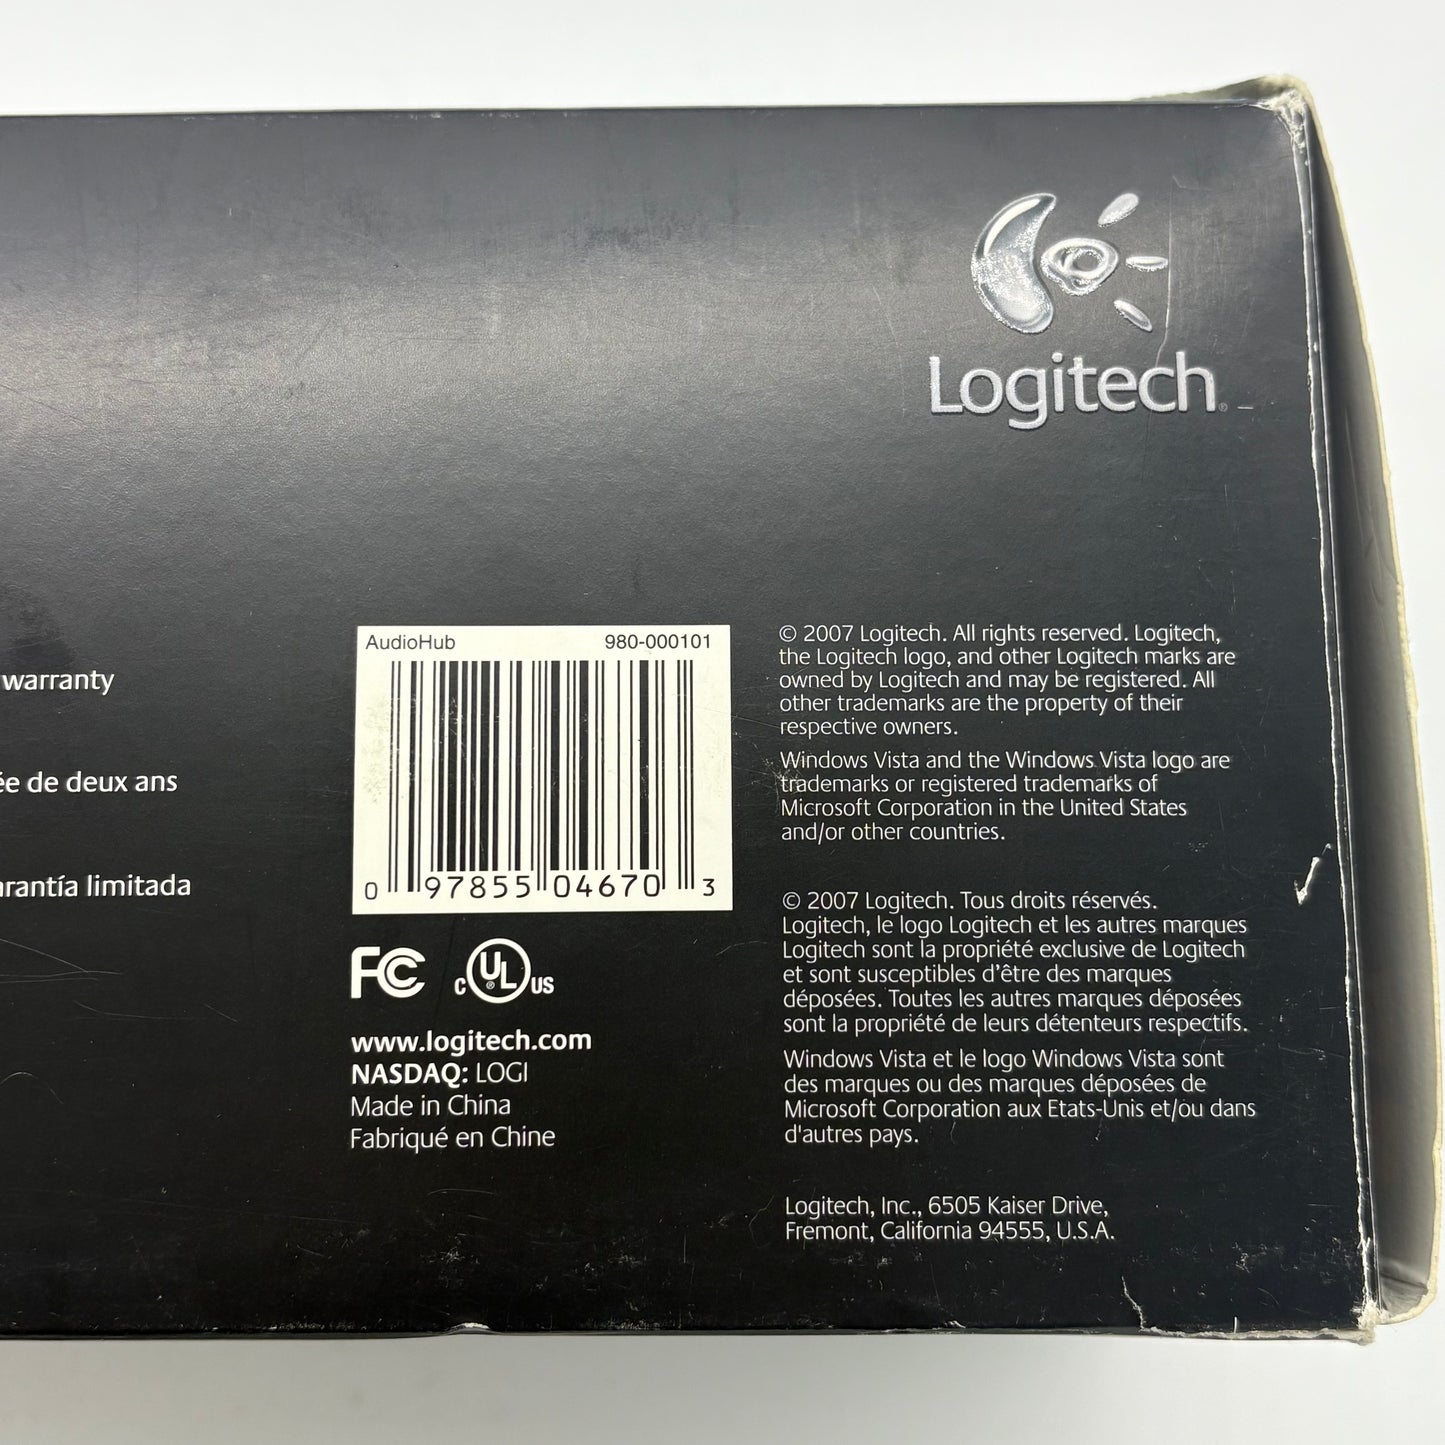 Logitech®
warranty
ée de deux ans
arantía limitada
AudioHub 980-000101
0 97855 04670 3
FC c UL® US
www.logitech.com
NASDAQ: LOGI
Made in China
Fabriqué en Chine
© 2007 Logitech. All rights reserved. Logitech,
the Logitech logo, and other Logitech marks are
owned by Logitech and may be registered. All
other trademarks are the property of their
respective owners.
Windows Vista and the Windows Vista logo are
trademarks or registered trademarks of
Microsoft Corporation in the United States
and/or other countries.
© 2007 Logitech. Tous droits réservés.
Logitech, le logo Logitech et les autres marques
Logitech sont la propriété exclusive de Logitech
et sont susceptibles d’être des marques
déposées. Toutes les autres marques déposées
sont la propriété de leurs détenteurs respectifs.
Windows Vista et le logo Windows Vista sont
des marques ou des marques déposées de
Microsoft Corporation aux Etats-Unis et/ou dans
d'autres pays.
Logitech, Inc., 6505 Kaiser Drive,
Fremont, California 94555, U.S.A.